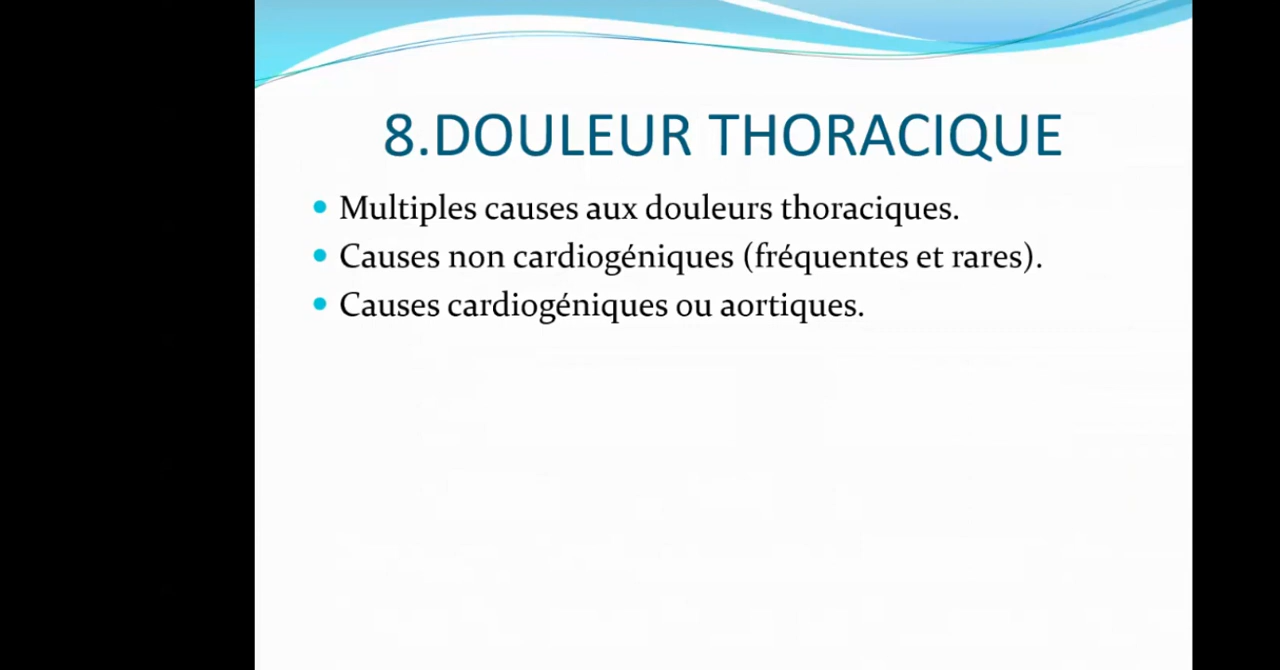 8.DOULEUR THORACIQUE
• Multiples causes aux douleurs thoraciques.
• Causes non cardiogéniques (fréquentes et rares).
• Causes cardiogéniques ou aortiques.